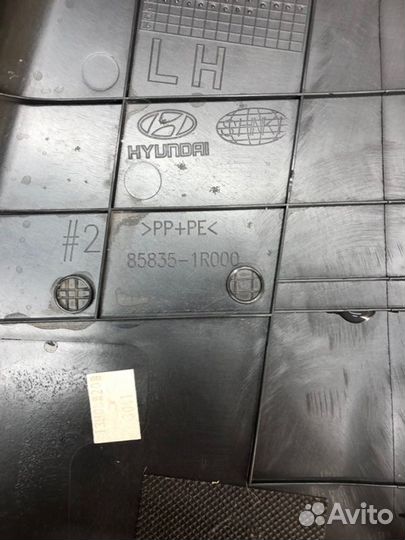 LH
HYUNDAI
>PP+PE<
#2
85835-1R000
Avito